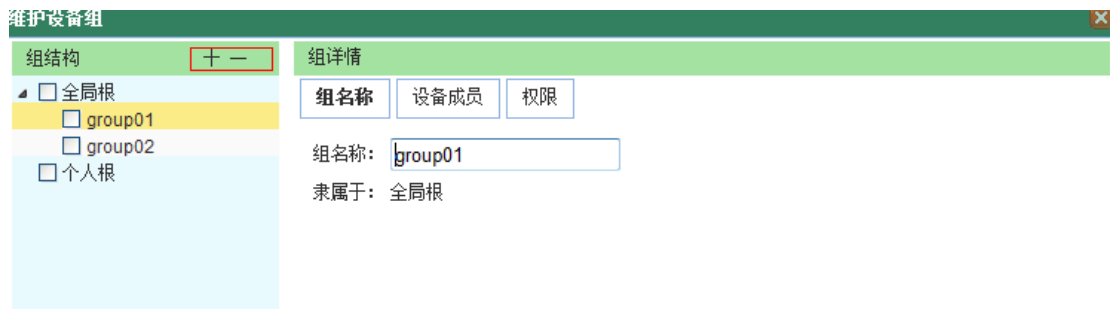 维护设备组
组结构 + —
全局根
group01
group02
个人根
组详情
组名称 设备成员 权限
组名称： group01
隶属于： 全局根